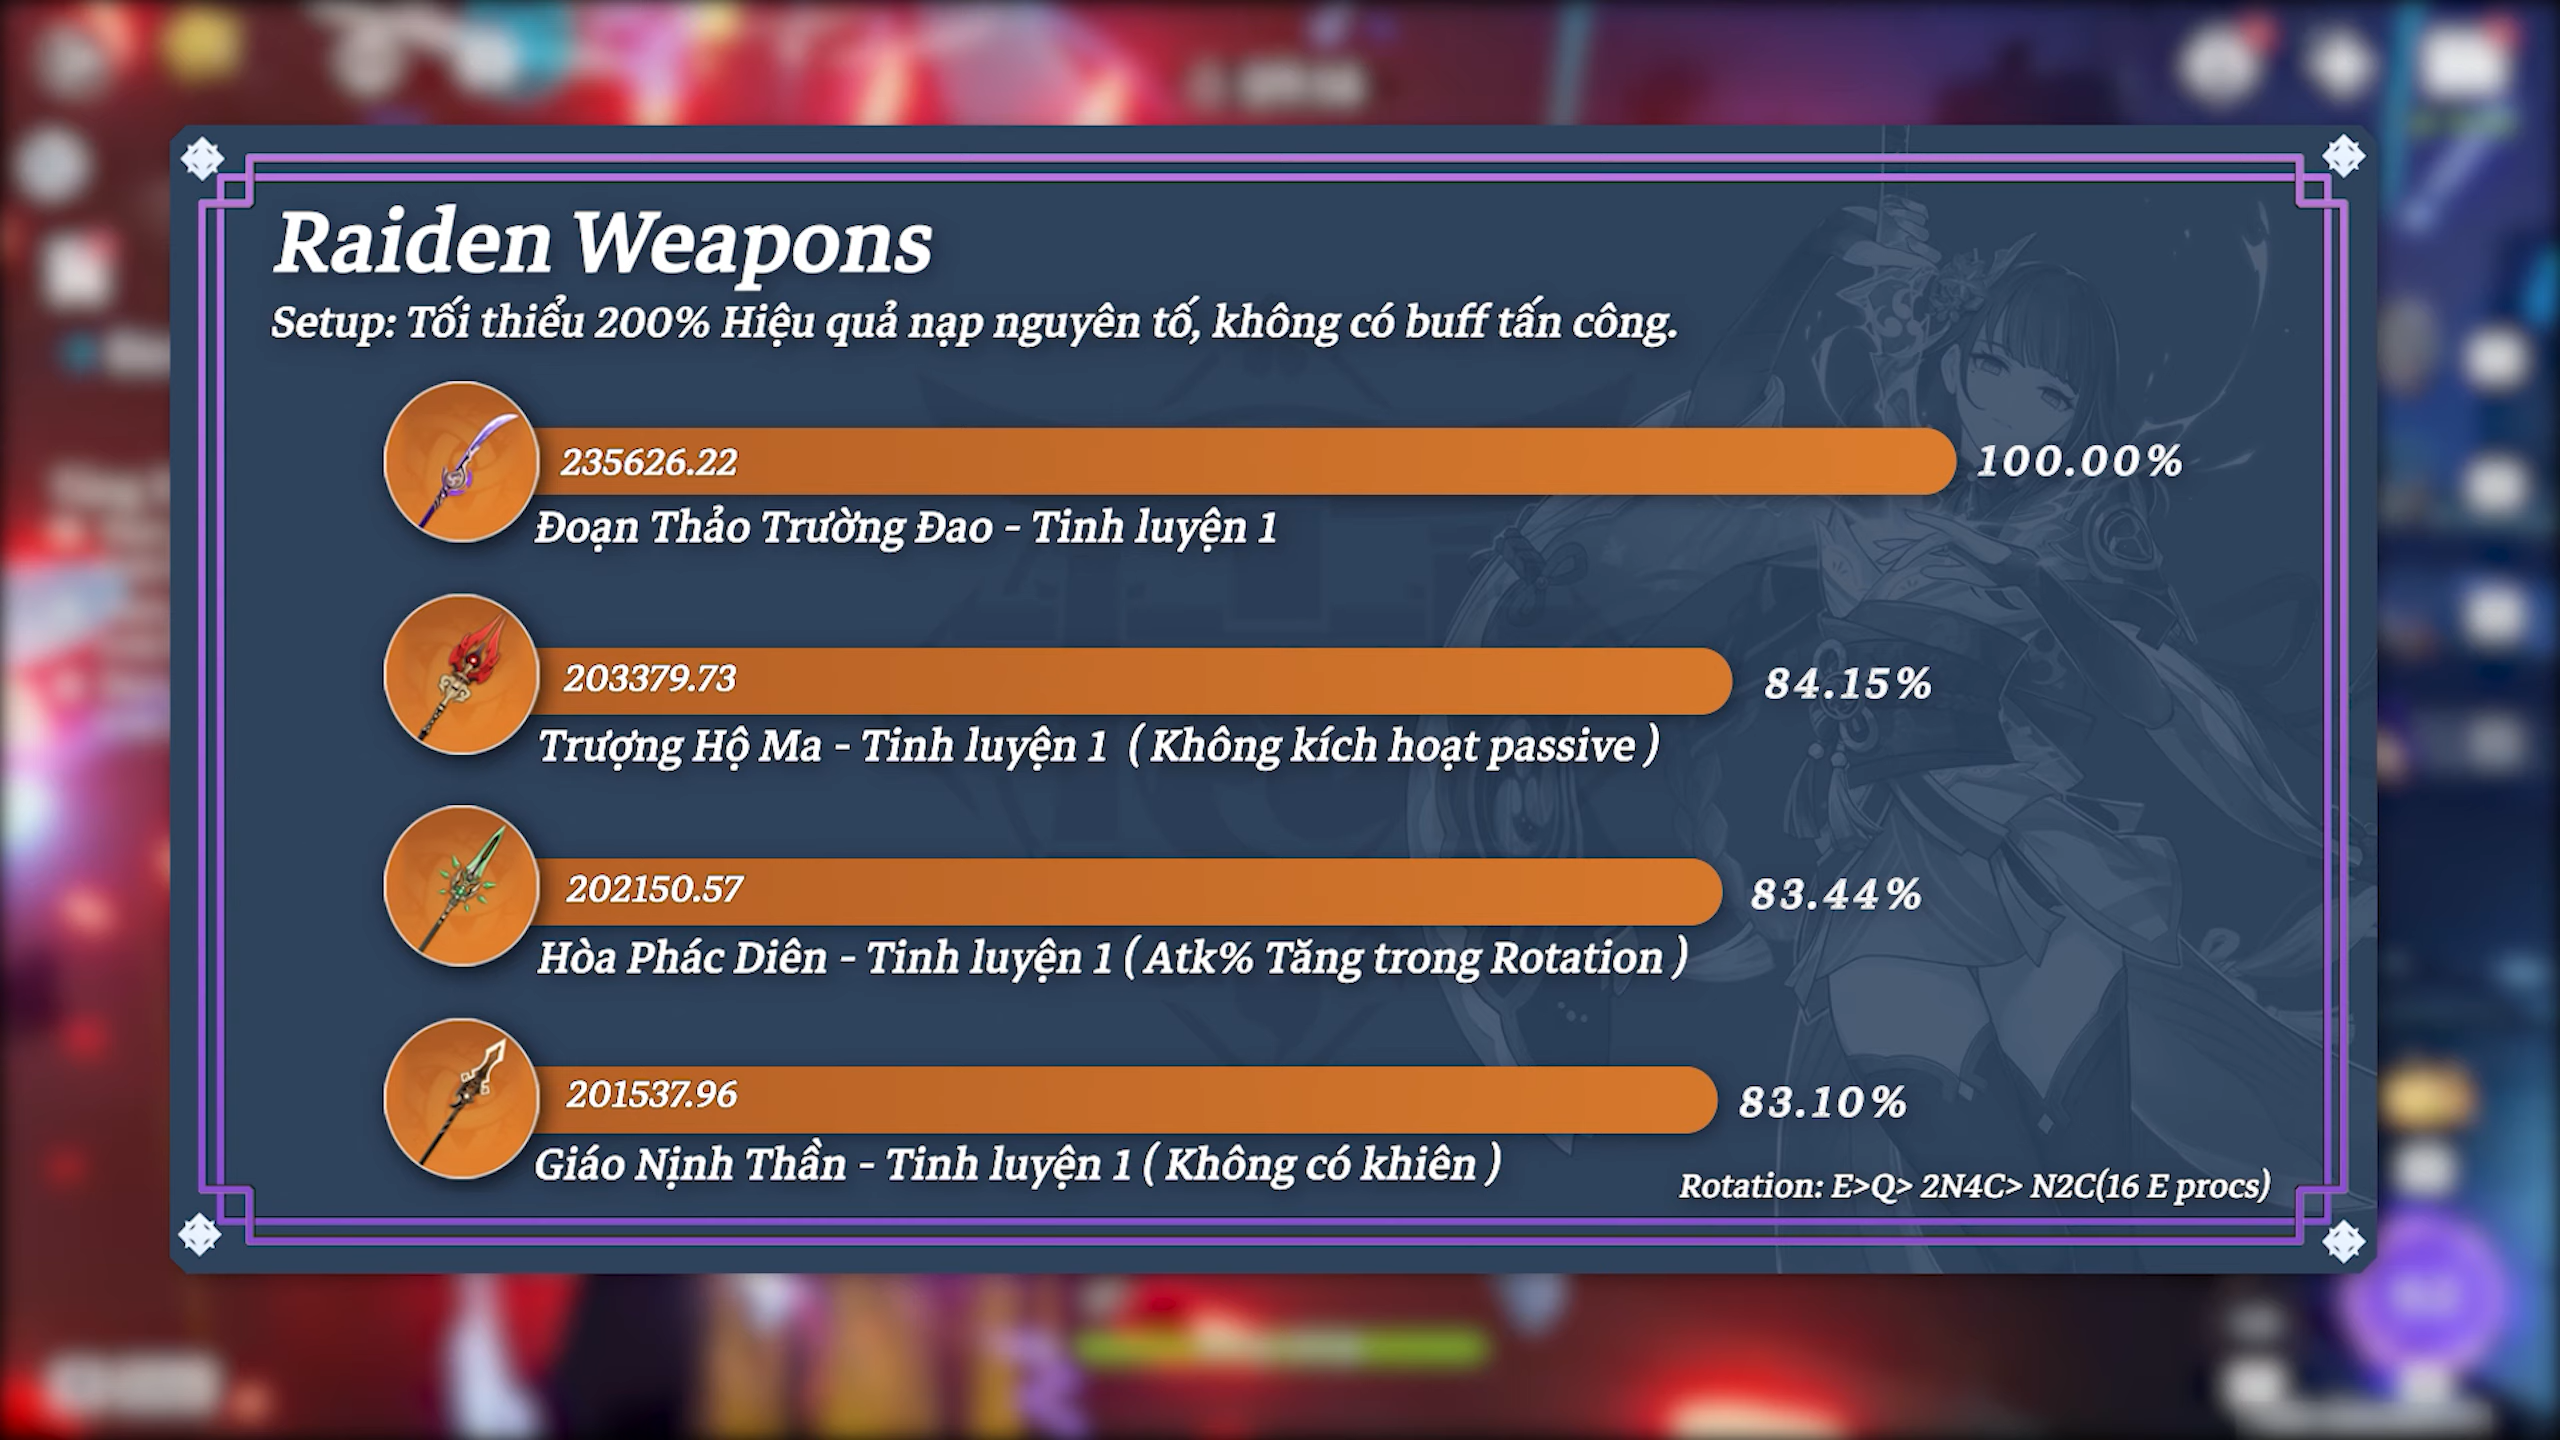 Raiden Weapons
Setup: Tối thiểu 200% Hiệu quả nạp nguyên tố, không có buff tấn công.
235626.22 100.00%
Đoạn Thảo Trường Đao - Tinh luyện 1
203379.73 84.15%
Trượng Hộ Ma - Tinh luyện 1 ( Không kích hoạt passive )
202150.57 83.44%
Hòa Phác Diên - Tinh luyện 1 ( Atk% Tăng trong Rotation )
201537.96 83.10%
Giáo Nịnh Thần - Tinh luyện 1 ( Không có khiên )
Rotation: E>Q> 2N4C> N2C(16 E procs)